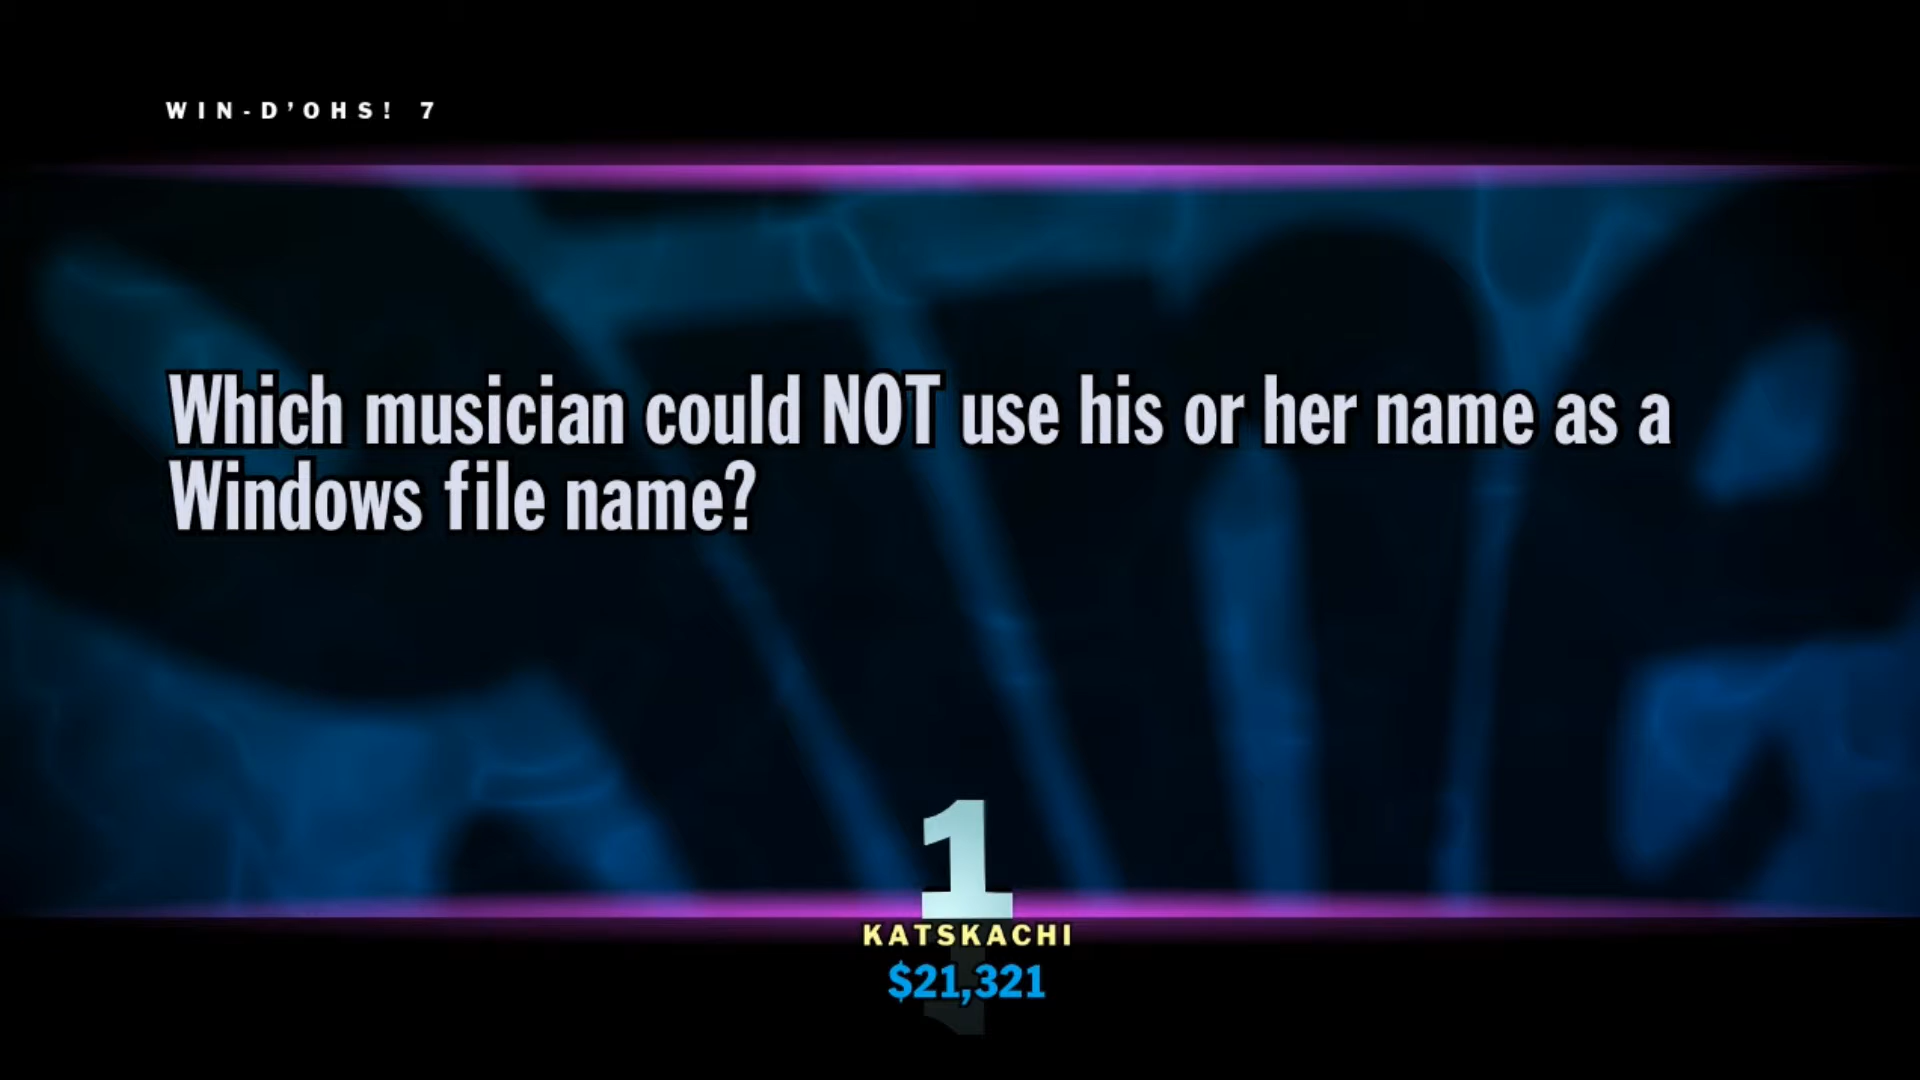 WIN-D'OHS! 7
Which musician could NOT use his or her name as a
Windows file name?
1
KATSKACHI
$21,321